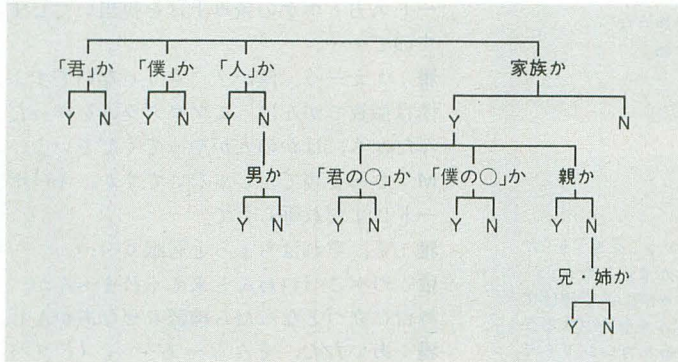 「君」か 「僕」か 「人」か 家族か
Y N Y N Y N Y N
男か 「君の○」か 「僕の○」か 親か
Y N Y N Y N Y N
兄・姉か
Y N